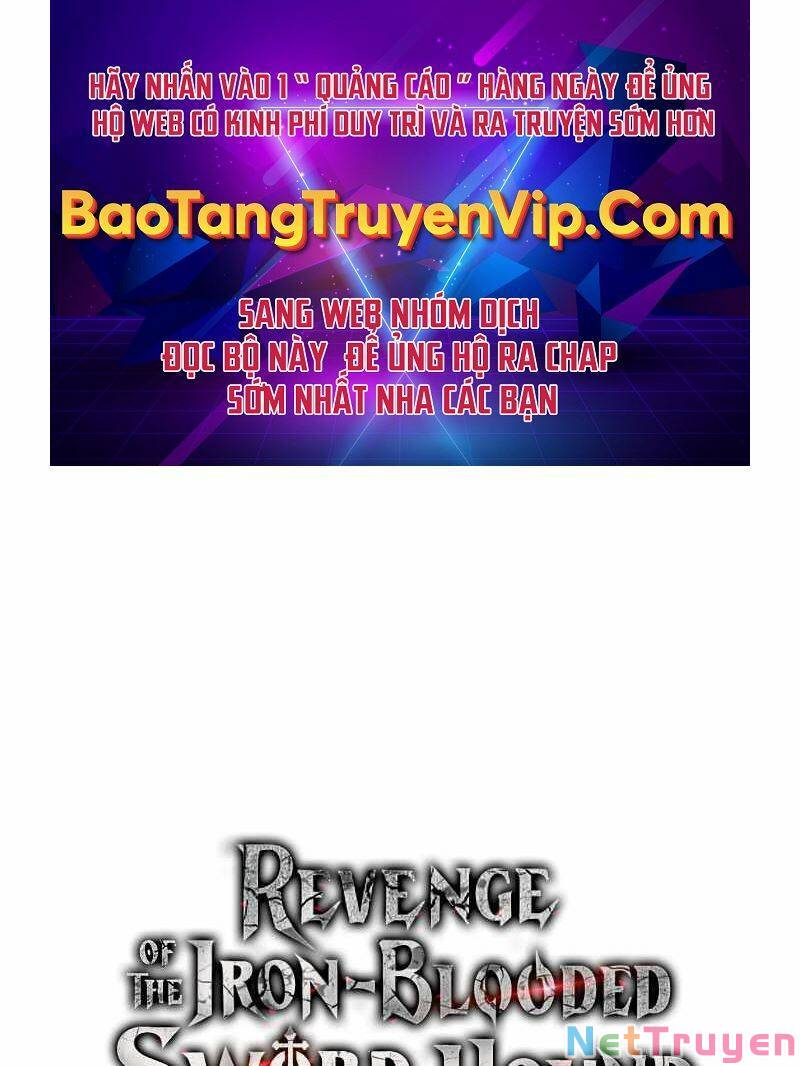 HÃY NHẤN VÀO 1 “ QUẢNG CÁO ” HÀNG NGÀY ĐỂ ỦNG
HỘ WEB CÓ KINH PHÍ DUY TRÌ VÀ RA TRUYỆN SỚM HƠN
BaoTangTruyenVip.Com
SANG WEB NHÓM DỊCH
ĐỌC BỘ NÀY ĐỂ ỦNG HỘ RA CHAP
SỚM NHẤT NHA CÁC BẠN
REVENGE
OF THE IRON-BLOODED
SWORD HOUND
NetTruyen